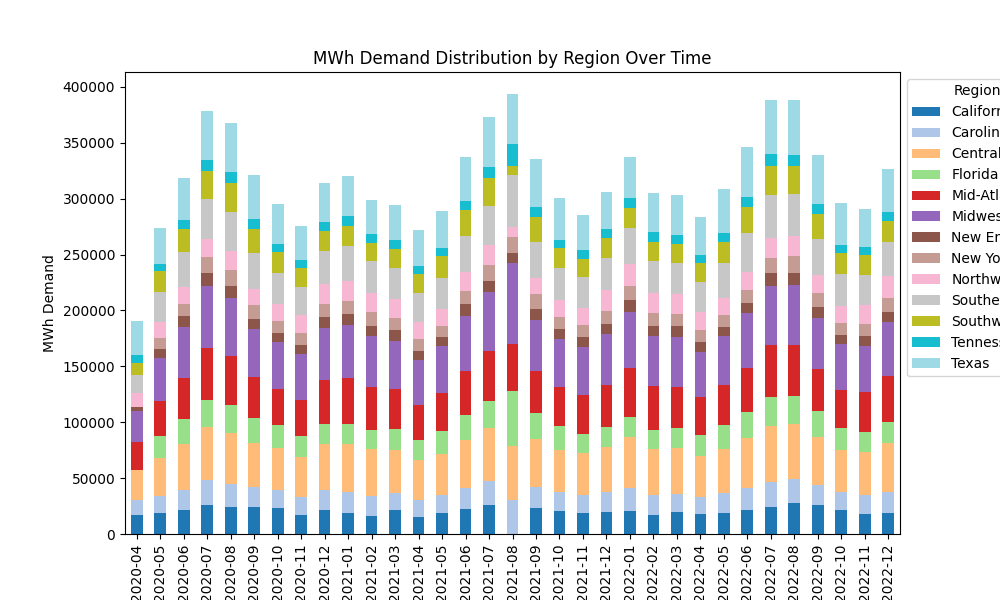 MWh Demand Distribution by Region Over Time
MWh Demand
400000
350000
300000
250000
200000
150000
100000
50000
0
2020-04
2020-05
2020-06
2020-07
2020-08
2020-09
2020-10
2020-11
2020-12
2021-01
2021-02
2021-03
2021-04
2021-05
2021-06
2021-07
2021-08
2021-09
2021-10
2021-11
2021-12
2022-01
2022-02
2022-03
2022-04
2022-05
2022-06
2022-07
2022-08
2022-09
2022-10
2022-11
2022-12
Region
Califor
Carolin
Central
Florida
Mid-Atl
Midwes
New En
New Yo
Northw
Southe
Southw
Tennes
Texas